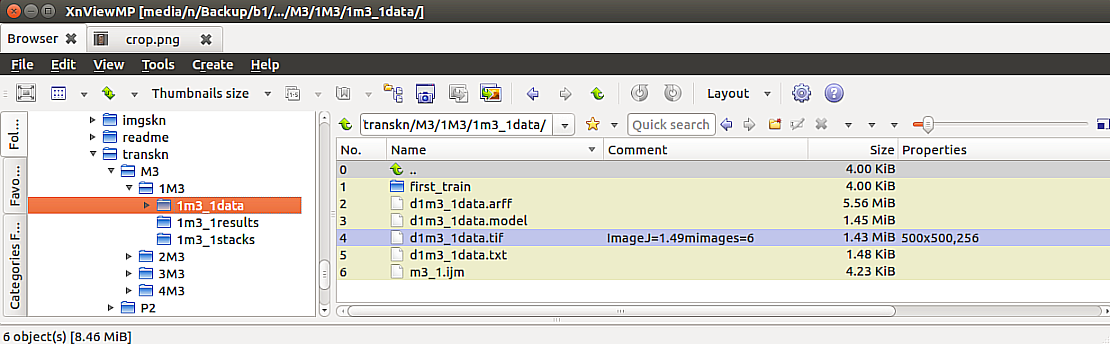 XnViewMP [media/n/Backup/b1/.../M3/1M3/1m3_1data/]
Browser crop.png
File Edit View Tools Create Help
Thumbnails size Layout
Fol... Favo... Categories F...
imgskn
readme
transkn
M3
1M3
1m3_1data
1m3_1results
1m3_1stacks
2M3
3M3
4M3
P2
transkn/M3/1M3/1m3_1data/ Quick search
No. Name Comment Size Properties
0 .. 4.00 KiB
1 first_train 4.00 KiB
2 d1m3_1data.arff 5.56 MiB
3 d1m3_1data.model 1.45 MiB
4 d1m3_1data.tif ImageJ=1.49mimages=6 1.43 MiB 500x500,256
5 d1m3_1data.txt 1.48 KiB
6 m3_1.ijm 4.23 KiB
6 object(s) [8.46 MiB]